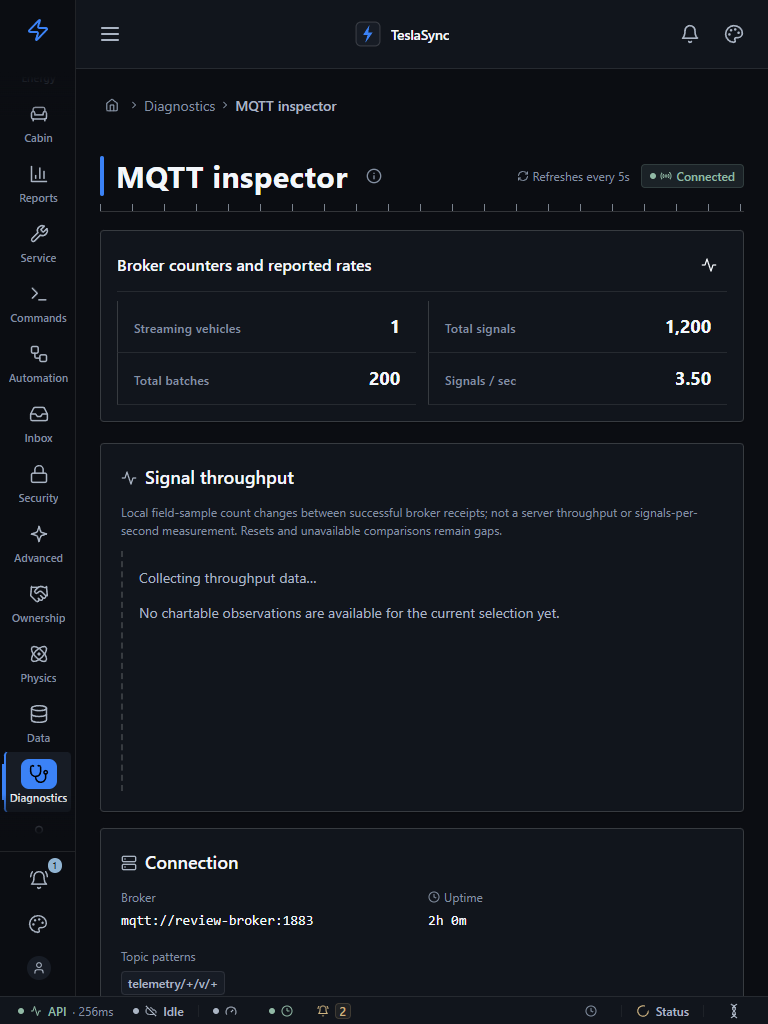 TeslaSync
Energy
Cabin
Reports
Service
Commands
Automation
Inbox
Security
Advanced
Ownership
Physics
Data
Diagnostics
1
Diagnostics
MQTT inspector
MQTT inspector
Refreshes every 5s
Connected
Broker counters and reported rates
Streaming vehicles 1
Total signals 1,200
Total batches 200
Signals / sec 3.50
Signal throughput
Local field-sample count changes between successful broker receipts; not a server throughput or signals-per-
second measurement. Resets and unavailable comparisons remain gaps.
Collecting throughput data...
No chartable observations are available for the current selection yet.
Connection
Broker
mqtt://review-broker:1883
Uptime
2h 0m
Topic patterns
telemetry/+/v/+
API · 256ms
Idle
2
Status